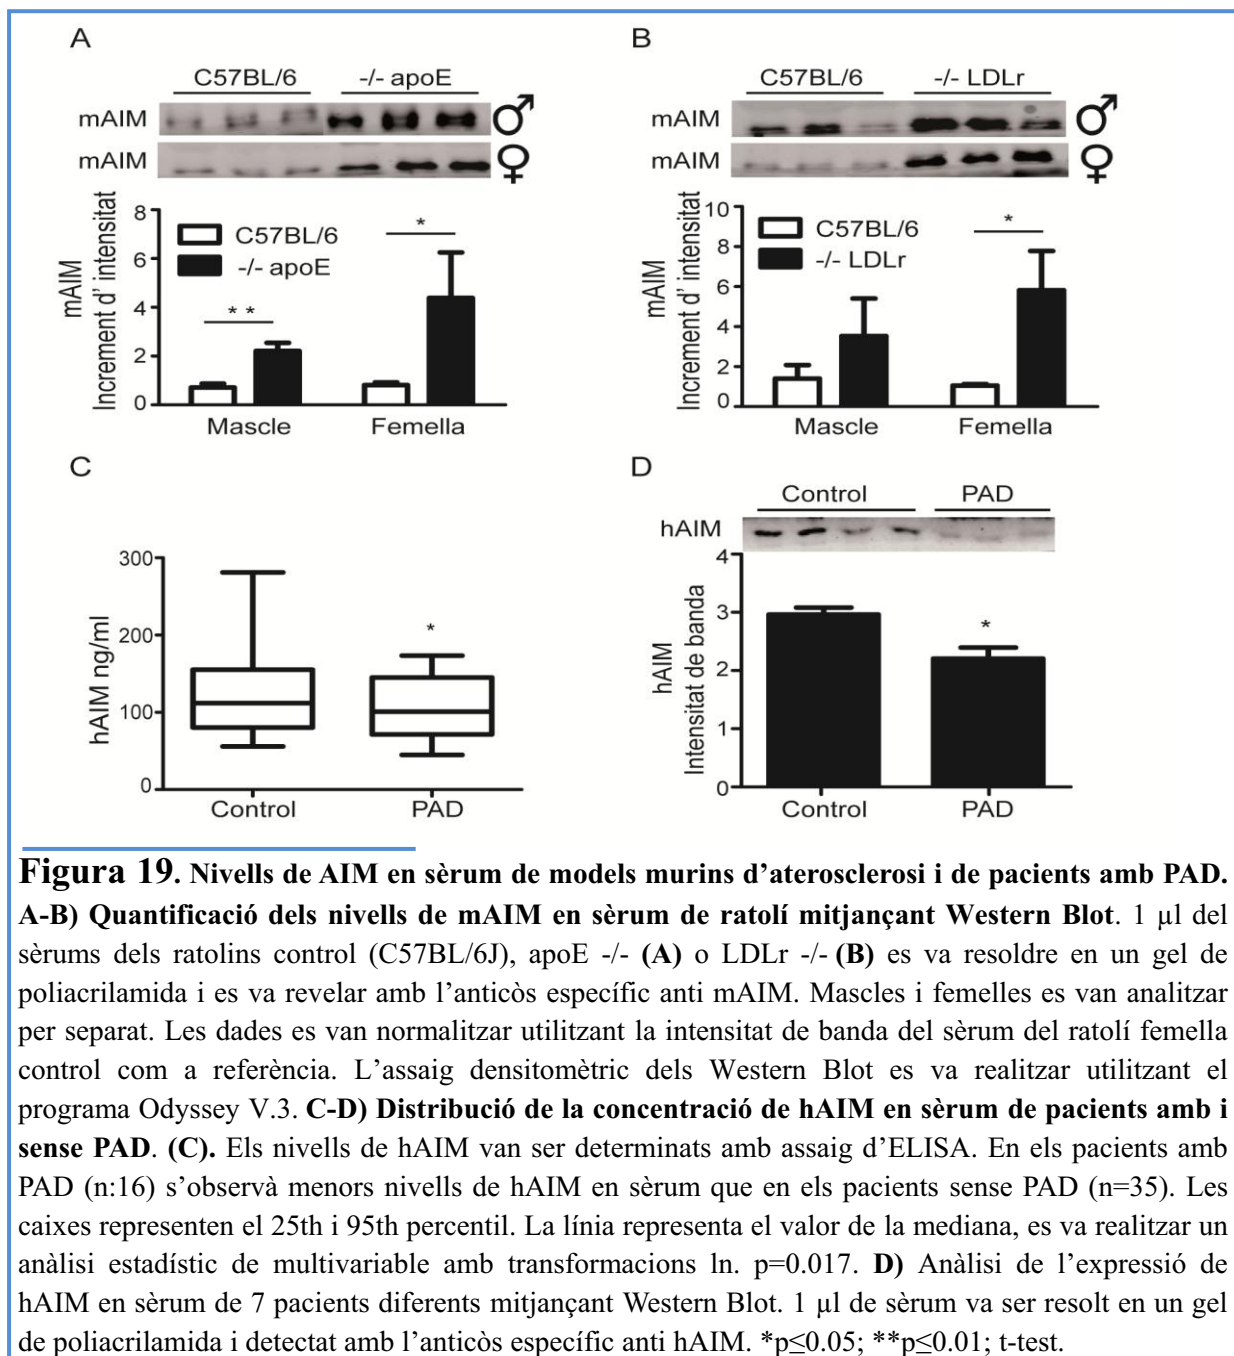 A
C57BL/6 -/- apoE
mAIM
mAIM
♂
♀
mAIM
Increment d' intensitat
8
6
4
2
0
C57BL/6
-/- apoE
**
*
Mascle Femella
B
C57BL/6 -/- LDLr
mAIM
mAIM
♂
♀
mAIM
Increment d' intensitat
10
8
6
4
2
0
C57BL/6
-/- LDLr
*
Mascle Femella
C
hAIM ng/ml
300
200
100
0
*
Control PAD
D
Control PAD
hAIM
hAIM
Intensitat de banda
4
3
2
1
0
*
Control PAD
Figura 19. Nivells de AIM en sèrum de models murins d’aterosclerosi i de pacients amb PAD.
A-B) Quantificació dels nivells de mAIM en sèrum de ratolí mitjançant Western Blot. 1 µl del
sèrums dels ratolins control (C57BL/6J), apoE -/- (A) o LDLr -/- (B) es va resoldre en un gel de
poliacrilamida i es va revelar amb l’anticòs específic anti mAIM. Mascles i femelles es van analitzar
per separat. Les dades es van normalitzar utilitzant la intensitat de banda del sèrum del ratolí femella
control com a referència. L’assaig densitomètric dels Western Blot es va realitzar utilitzant el
programa Odyssey V.3. C-D) Distribució de la concentració de hAIM en sèrum de pacients amb i
sense PAD. (C). Els nivells de hAIM van ser determinats amb assaig d’ELISA. En els pacients amb
PAD (n:16) s’observà menors nivells de hAIM en sèrum que en els pacients sense PAD (n=35). Les
caixes representen el 25th i 95th percentil. La línia representa el valor de la mediana, es va realitzar un
anàlisi estadístic de multivariable amb transformacions ln. p=0.017. D) Anàlisi de l’expressió de
hAIM en sèrum de 7 pacients diferents mitjançant Western Blot. 1 µl de sèrum va ser resolt en un gel
de poliacrilamida i detectat amb l’anticòs específic anti hAIM. *p≤0.05; **p≤0.01; t-test.